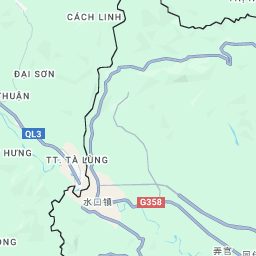 CÁCH LINH
ĐẠI SƠN
THUẬN
QL3
HƯNG
TT. TÀ LÙNG
水口镇
G358
ONG